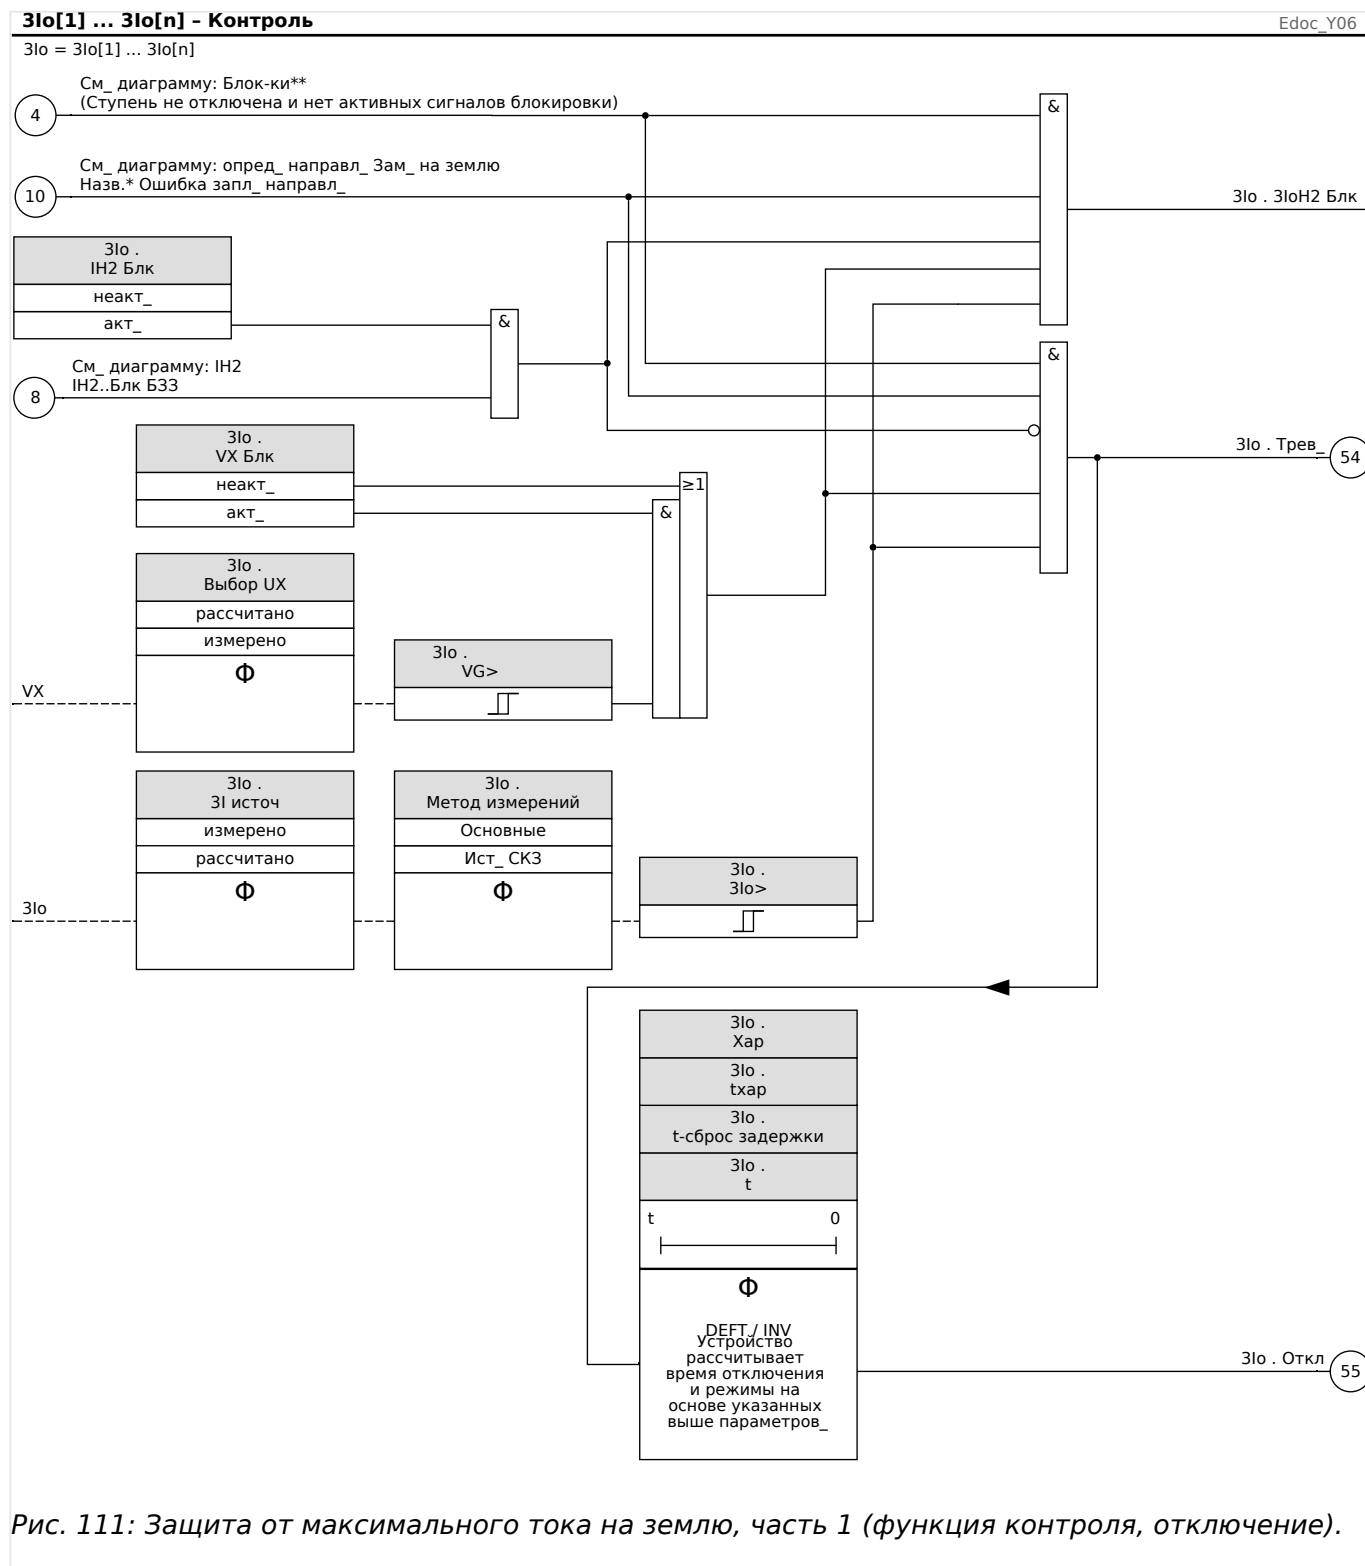 3Io[1] ... 3Io[n] – Контроль
Edoc_Y06
3Io = 3Io[1] ... 3Io[n]
См_ диаграмму: Блок-ки**
(Ступень не отключена и нет активных сигналов блокировки)
4
&
См_ диаграмму: опред_ направл_ Зам_ на землю
Назв.* Ошибка запл_ направл_
10
3Io . 3IoH2 Блк
3Io .
IH2 Блк
неакт_
акт_
&
См_ диаграмму: IH2
IH2..Блк БЗЗ
8
&
3Io .
VX Блк
неакт_
акт_
≥1
&
3Io . Трев_
54
3Io .
Выбор UX
рассчитано
измерено
Ф
VX
3Io .
VG>
3Io .
3I источ
измерено
рассчитано
Ф
3Io
3Io .
Метод измерений
Основные
Ист_ СКЗ
Ф
3Io .
3Io>
3Io .
Хар
3Io .
tхар
3Io .
t-сброс задержки
3Io .
t
t
0
Ф
DEFT / INV
Устройство
рассчитывает
время отключения
и режимы на
основе указанных
выше параметров_
3Io . Откл
55
Рис. 111: Защита от максимального тока на землю, часть 1 (функция контроля, отключение).